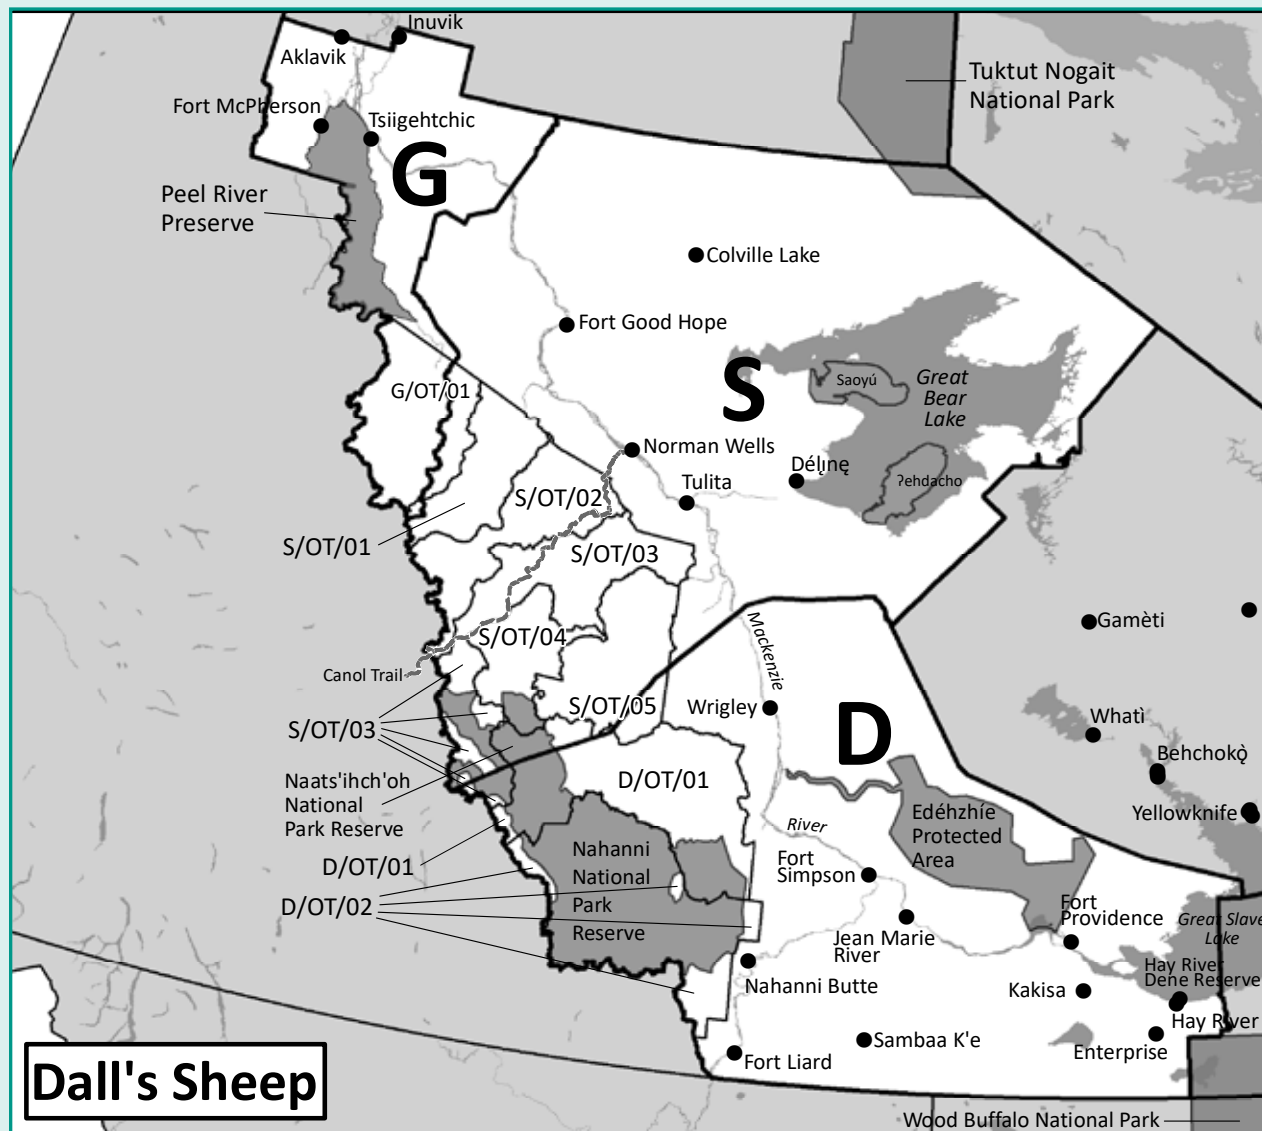 Inuvik
Aklavik
Tuktut Nogait
National Park
Fort McPherson
Tsiigehtchic
G
Peel River
Preserve
Colville Lake
Fort Good Hope
S
Saoyú
Great
Bear
Lake
G/OT/01
Norman Wells
Délı̨nę
Tulita
ʔehdacho
S/OT/02
S/OT/01
S/OT/03
Gamètì
Mackenzie
S/OT/04
Canol Trail
S/OT/05
Wrigley
D
Whatì
S/OT/03
Behchokǫ̀
Naats'ihch'oh
National
Park Reserve
D/OT/01
Yellowknife
Edéhzhíe
Protected
Area
River
D/OT/01
Nahanni
National
Park
Reserve
Fort
Simpson
D/OT/02
Fort
Providence
Great Slave
Lake
Jean Marie
River
Hay River
Dene Reserve
Nahanni Butte
Kakisa
Hay River
Sambaa K'e
Enterprise
Fort Liard
Dall's Sheep
Wood Buffalo National Park